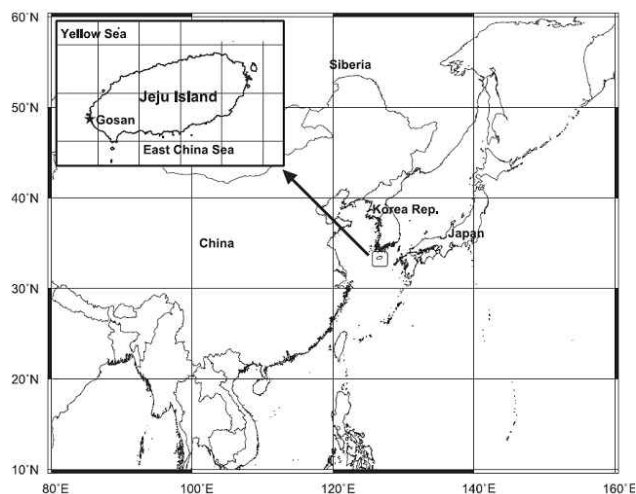 60°N
Yellow Sea
Siberia
Jeju Island
50°N
Gosan
East China Sea
40°N
Korea Rep.
China
Japan
30°N
20°N
10°N
80°E
100°E
120°E
140°E
160°E